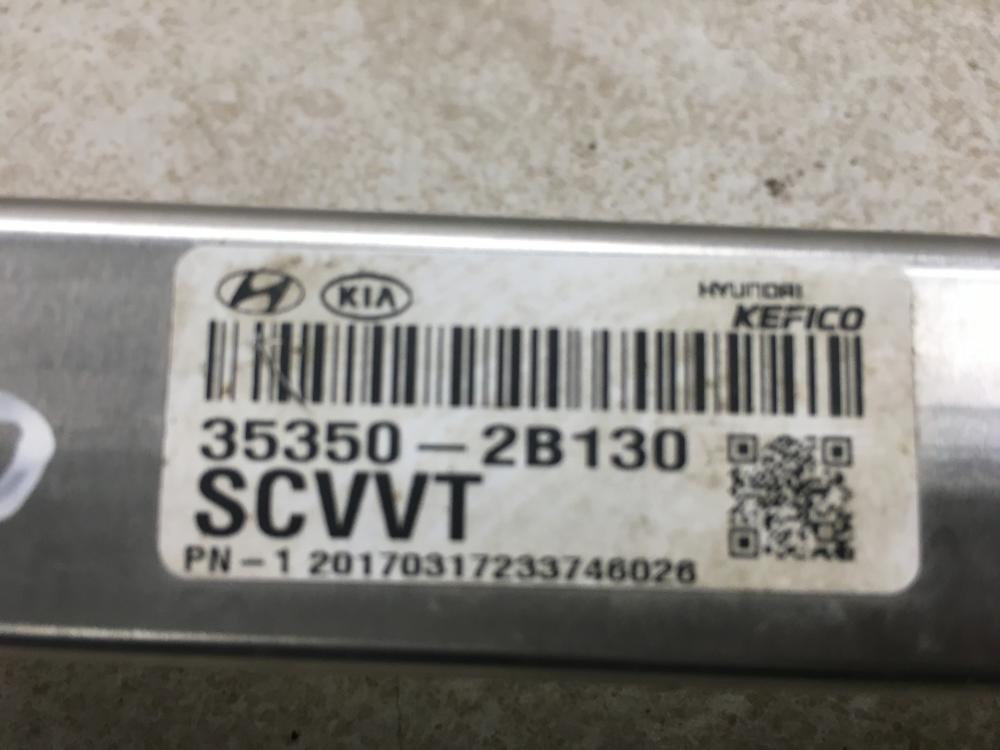 KIA
HYUNDAI
KEFICO
35350-2B130
SCVVT
PN-1 20170317233746026